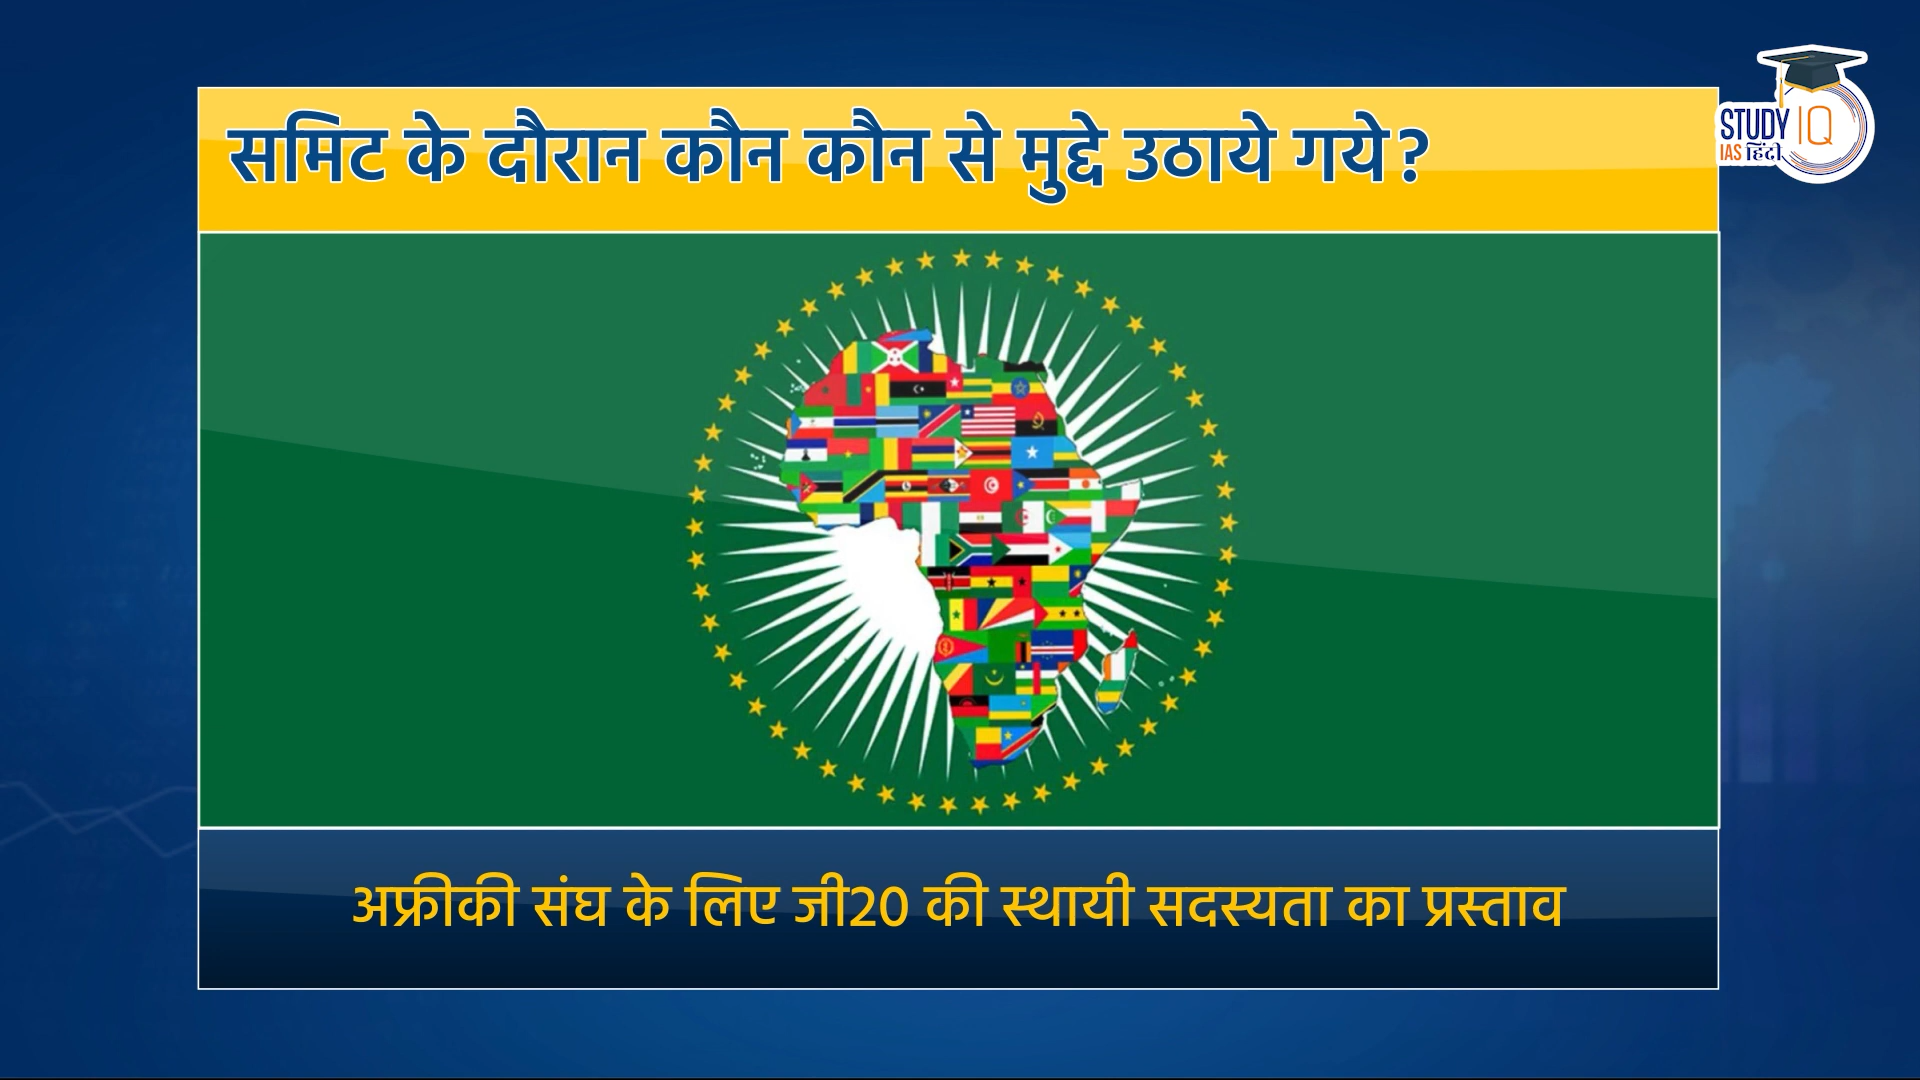 समिट के दौरान कौन कौन से मुद्दे उठाये गये?
STUDY IQ
IAS हिंदी
अफ्रीकी संघ के लिए जी20 की स्थायी सदस्यता का प्रस्ताव